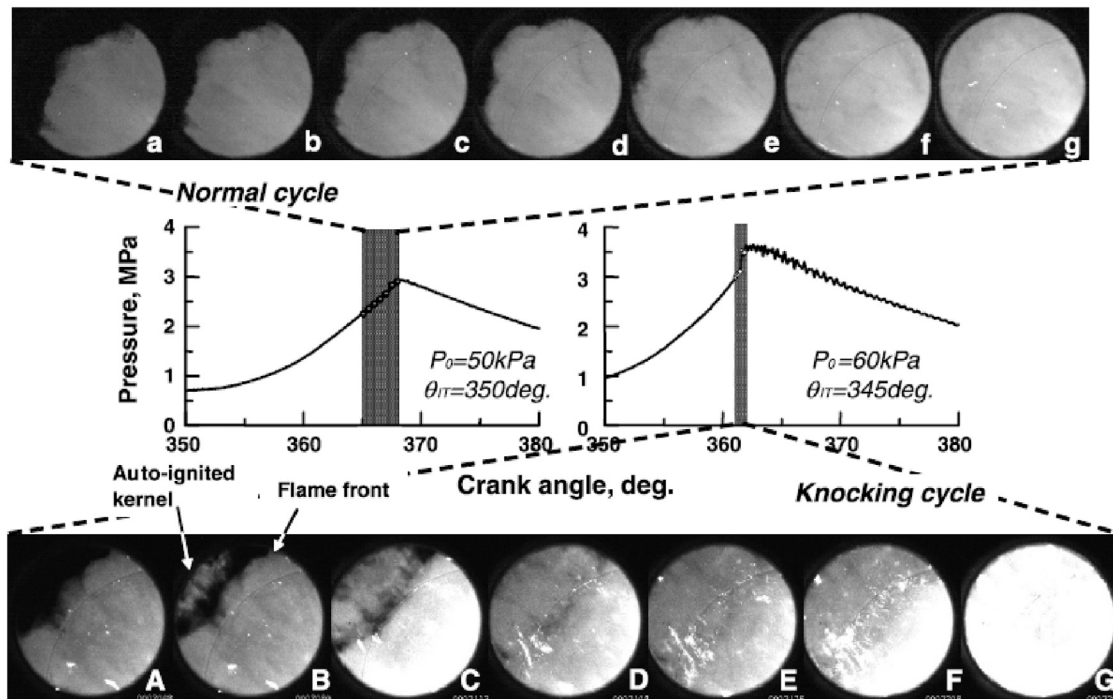 a b c d e f g
Normal cycle
4 4
3 3
2 2
1 1
0 0
Pressure, MPa
P0=50kPa
θIT=350deg.
P0=60kPa
θIT=345deg.
350 360 370 380 350 360 370 380
Crank angle, deg.
Auto-ignited
kernel
Flame front
Knocking cycle
A B C D E F G